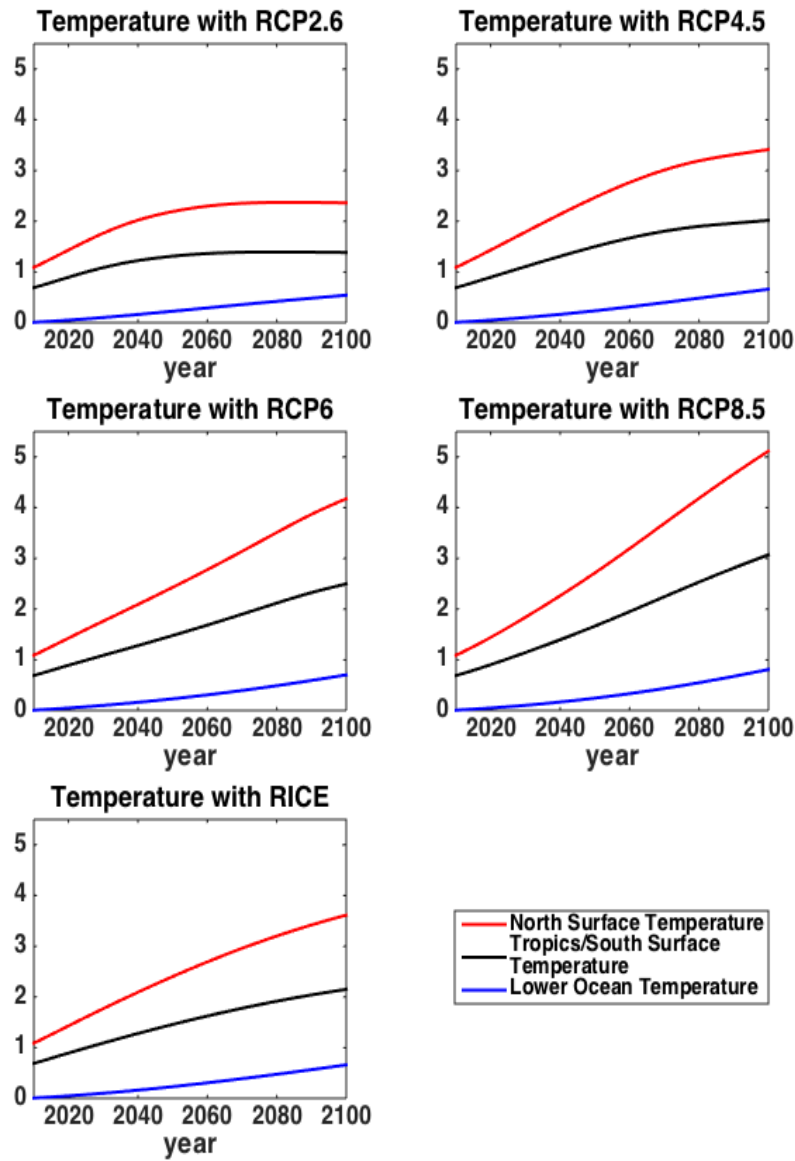 Temperature with RCP2.6
5
4
3
2
1
0
2020 2040 2060 2080 2100
year
Temperature with RCP4.5
5
4
3
2
1
0
2020 2040 2060 2080 2100
year
Temperature with RCP6
5
4
3
2
1
0
2020 2040 2060 2080 2100
year
Temperature with RCP8.5
5
4
3
2
1
0
2020 2040 2060 2080 2100
year
Temperature with RICE
5
4
3
2
1
0
2020 2040 2060 2080 2100
year
North Surface Temperature
Tropics/South Surface
Temperature
Lower Ocean Temperature